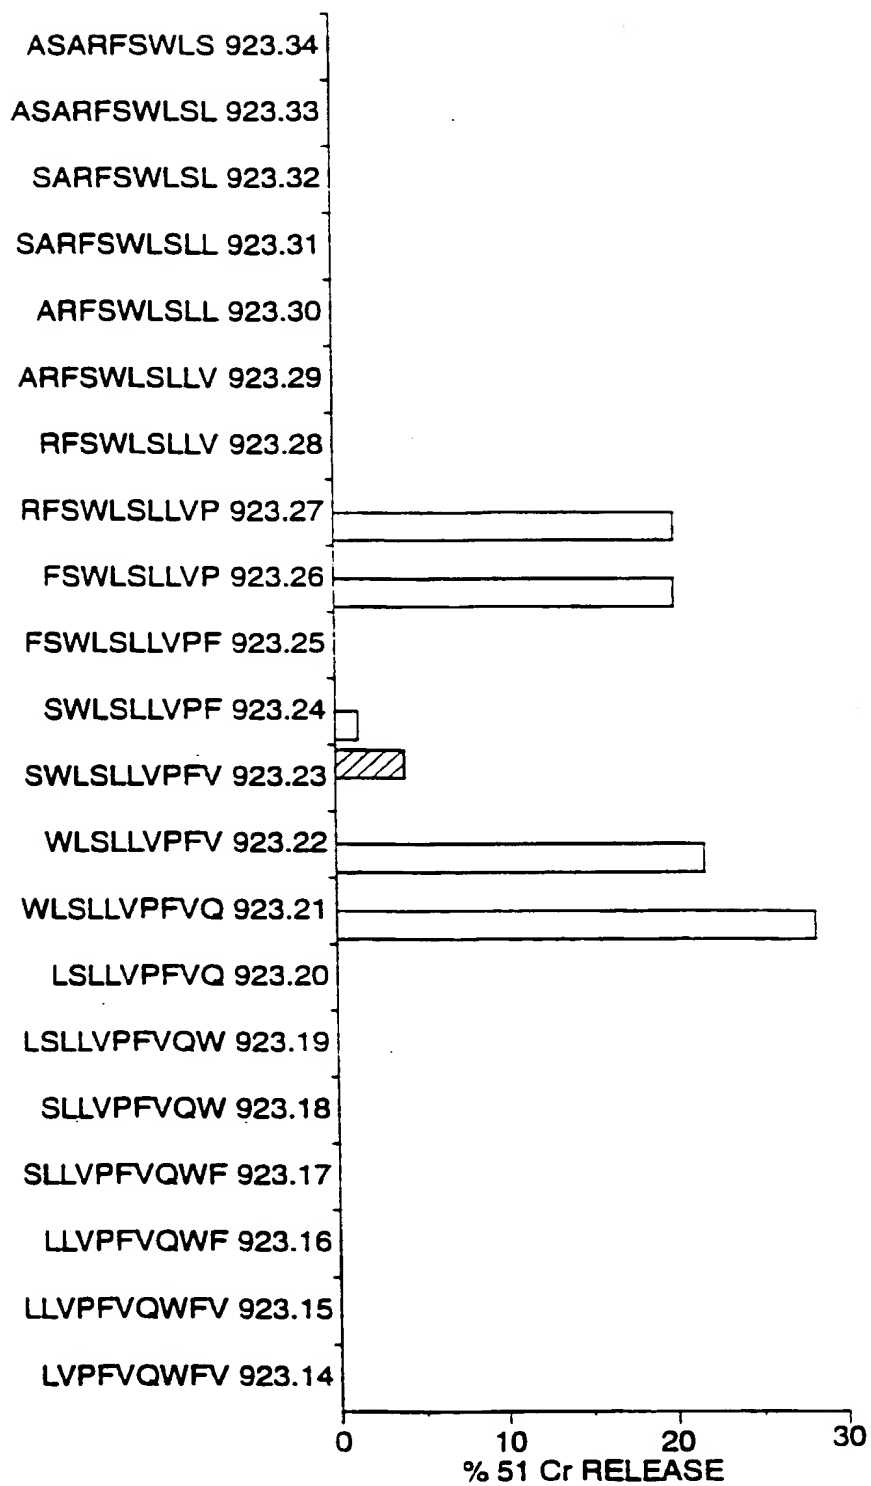 ASARFSWLS 923.34
ASARFSWLSL 923.33
SARFSWLSL 923.32
SARFSWLSLL 923.31
ARFSWLSLL 923.30
ARFSWLSLLV 923.29
RFSWLSLLV 923.28
RFSWLSLLVP 923.27
FSWLSLLVP 923.26
FSWLSLLVPF 923.25
SWLSLLVPF 923.24
SWLSLLVPFV 923.23
WLSLLVPFV 923.22
WLSLLVPFVQ 923.21
LSLLVPFVQ 923.20
LSLLVPFVQW 923.19
SLLVPFVQW 923.18
SLLVPFVQWF 923.17
LLVPFVQWF 923.16
LLVPFVQWFV 923.15
LVPFVQWFV 923.14
0 10 20 30
% 51 Cr RELEASE